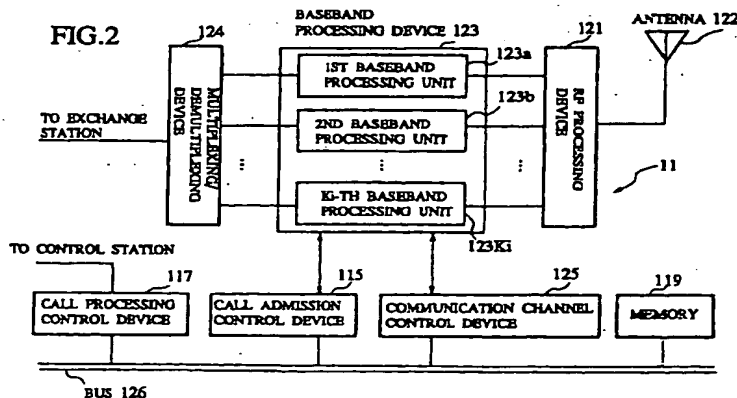 FIG.2
124
BASEBAND
PROCESSING DEVICE 123
121
ANTENNA 122
1ST BASEBAND
PROCESSING UNIT
123a
2ND BASEBAND
PROCESSING UNIT
123b
...
...
...
Ki-TH BASEBAND
PROCESSING UNIT
123Ki
MULTIPLEXING/
DEMULTIPLEXING
DEVICE
RF PROCESSING
DEVICE
TO EXCHANGE
STATION
11
TO CONTROL STATION
117
CALL PROCESSING
CONTROL DEVICE
115
CALL ADMISSION
CONTROL DEVICE
125
COMMUNICATION CHANNEL
CONTROL DEVICE
119
MEMORY
BUS 126